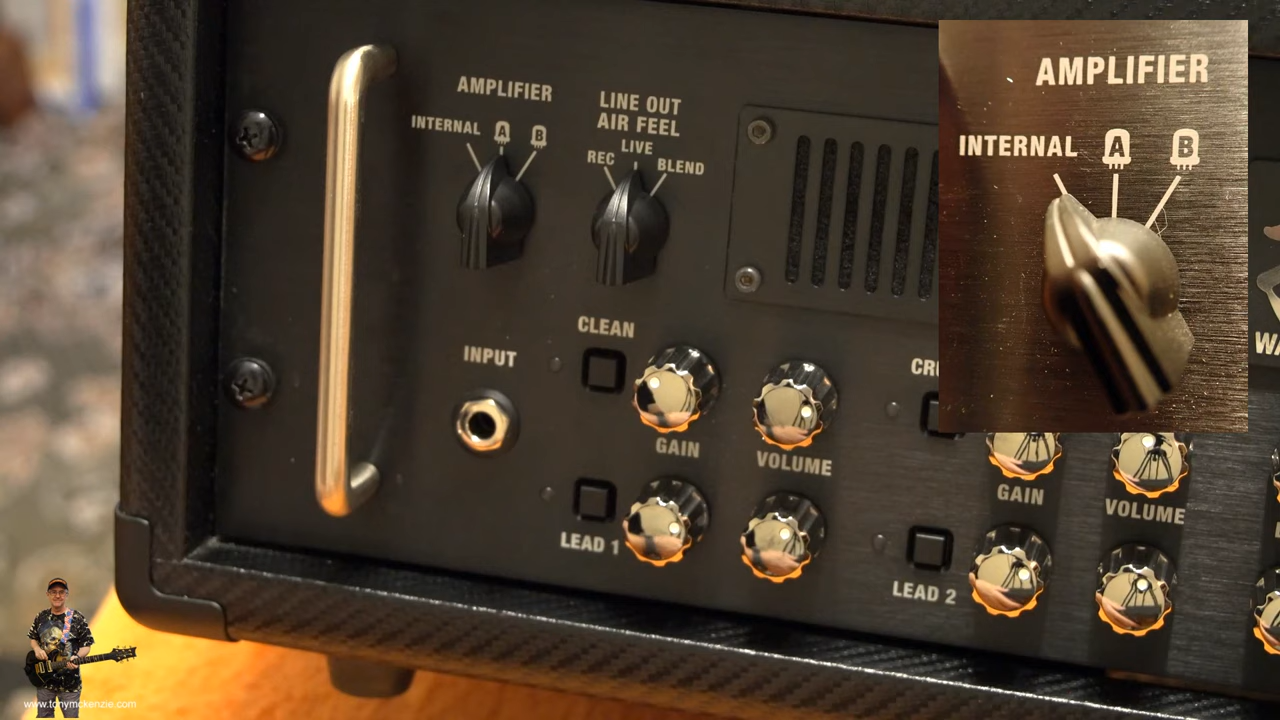 AMPLIFIER
INTERNAL A B
LINE OUT
AIR FEEL
LIVE
REC BLEND
AMPLIFIER
INTERNAL A B
CLEAN
INPUT
GAIN
VOLUME
GAIN
VOLUME
LEAD 1
LEAD 2
www.tonymckenzie.com